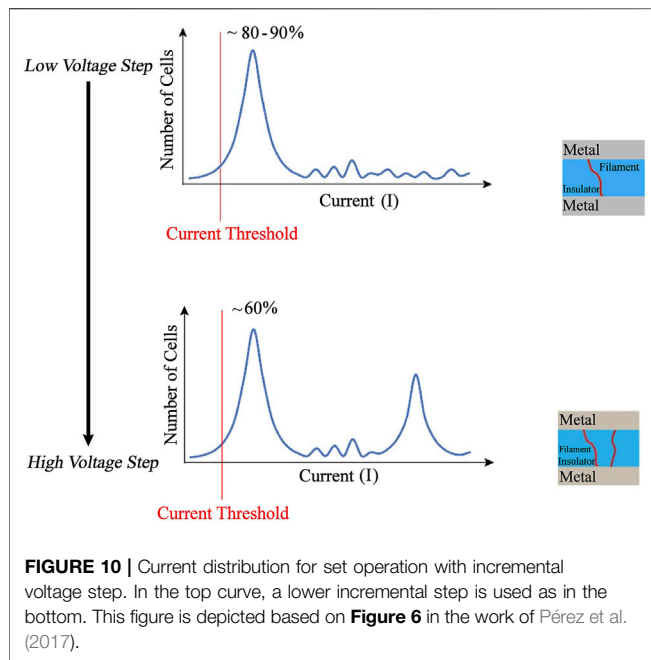 Low Voltage Step
~ 80-90%
Number of Cells
Current (I)
Current Threshold
Metal
Filament
Insulator
Metal
~60%
Number of Cells
High Voltage Step
Current (I)
Current Threshold
Metal
Filament
Insulator
Metal
FIGURE 10 | Current distribution for set operation with incremental
voltage step. In the top curve, a lower incremental step is used as in the
bottom. This figure is depicted based on Figure 6 in the work of Pérez et al.
(2017).